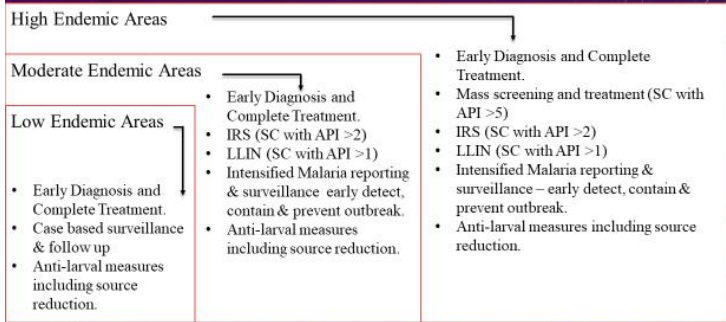 High Endemic Areas
Moderate Endemic Areas
Low Endemic Areas
• Early Diagnosis and
Complete Treatment.
• Case based surveillance
& follow up
• Anti-larval measures
including source
reduction.
• Early Diagnosis and
Complete Treatment.
• IRS (SC with API >2)
• LLIN (SC with API >1)
• Intensified Malaria reporting
& surveillance early detect,
contain & prevent outbreak.
• Anti-larval measures
including source reduction.
• Early Diagnosis and Complete
Treatment.
• Mass screening and treatment (SC with
API >5)
• IRS (SC with API >2)
• LLIN (SC with API >1)
• Intensified Malaria reporting &
surveillance – early detect, contain &
prevent outbreak.
• Anti-larval measures including source
reduction.